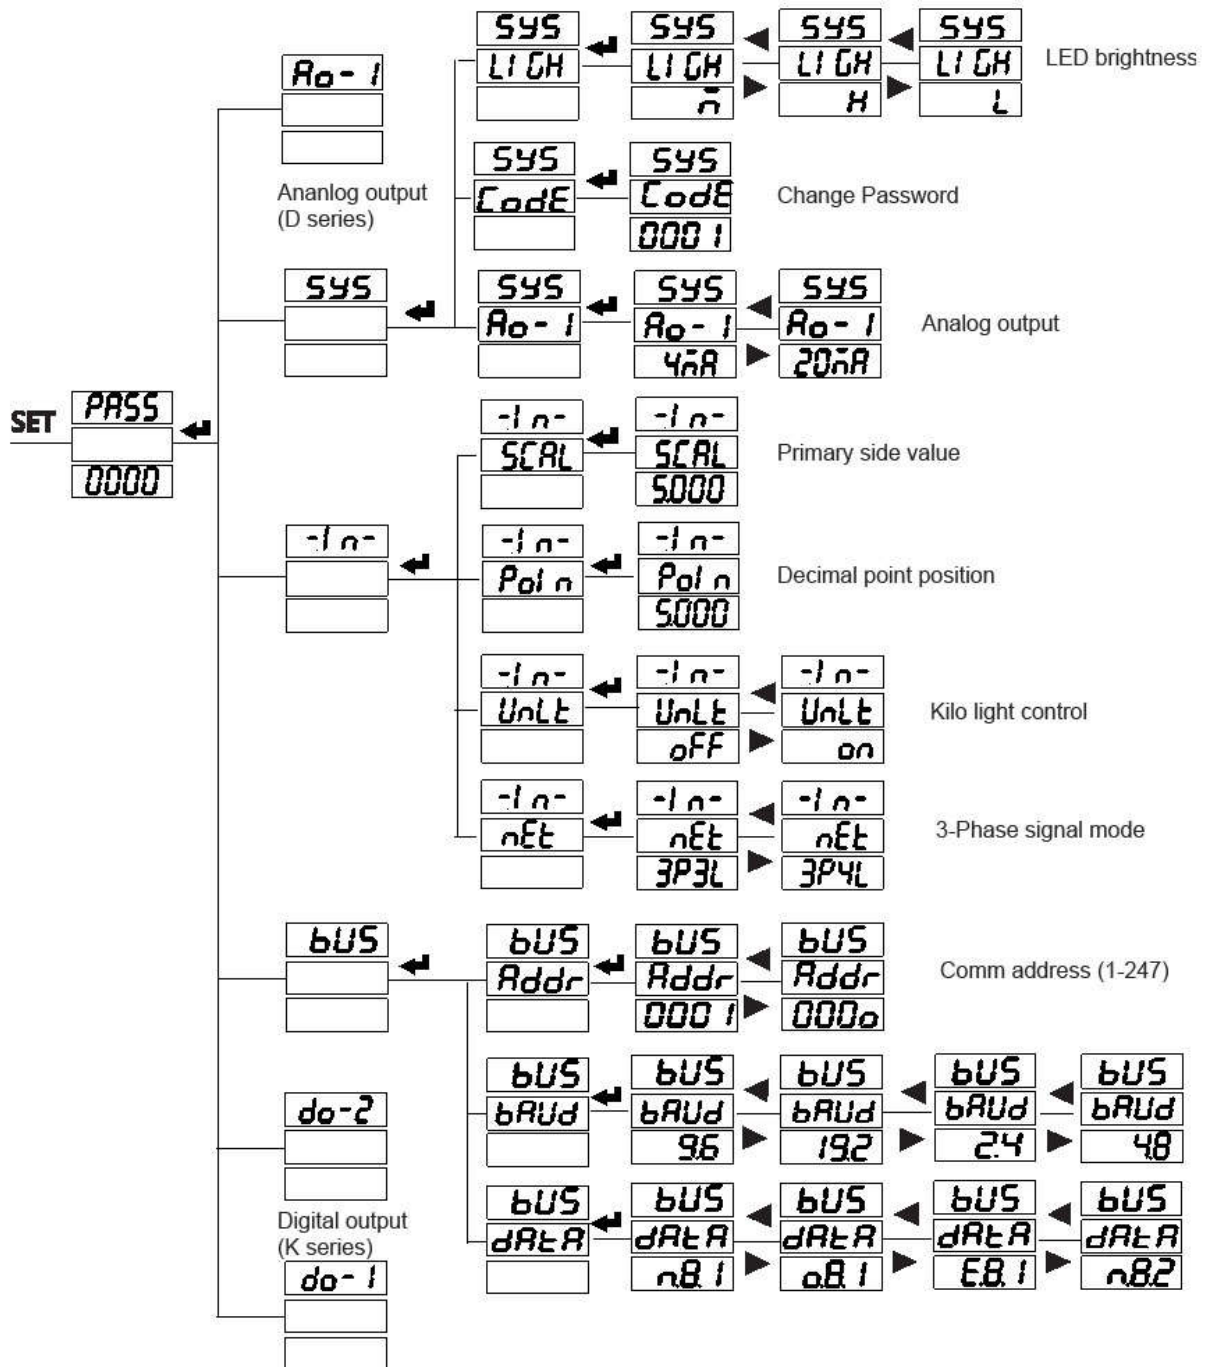 SYS SYS SYS SYS
LIGH LIGH LIGH LIGH
n̄ H L
LED brightness
Ao-1
Ananlog output
(D series)
SYS SYS
CodE CodE
0001
Change Password
SYS
SYS SYS SYS
Ao-1 Ao-1 Ao-1
4n̄A 20n̄A
Analog output
SET
PASS
0000
-In- -In-
SCAL SCAL
5.000
Primary side value
-In-
-In- -In-
PoIn PoIn
5.000
Decimal point position
-In- -In- -In-
UnLt UnLt UnLt
oFF on
Kilo light control
-In- -In- -In-
nEt nEt nEt
3P3L 3P4L
3-Phase signal mode
bUS
bUS bUS bUS
Addr Addr Addr
0001 000o
Comm address (1-247)
bUS bUS bUS bUS bUS
bAUd bAUd bAUd bAUd bAUd
9.6 19.2 2.4 4.8
do-2
Digital output
(K series)
bUS bUS bUS bUS bUS
dAtA dAtA dAtA dAtA dAtA
n.8.1 o.8.1 E.8.1 n.8.2
do-1